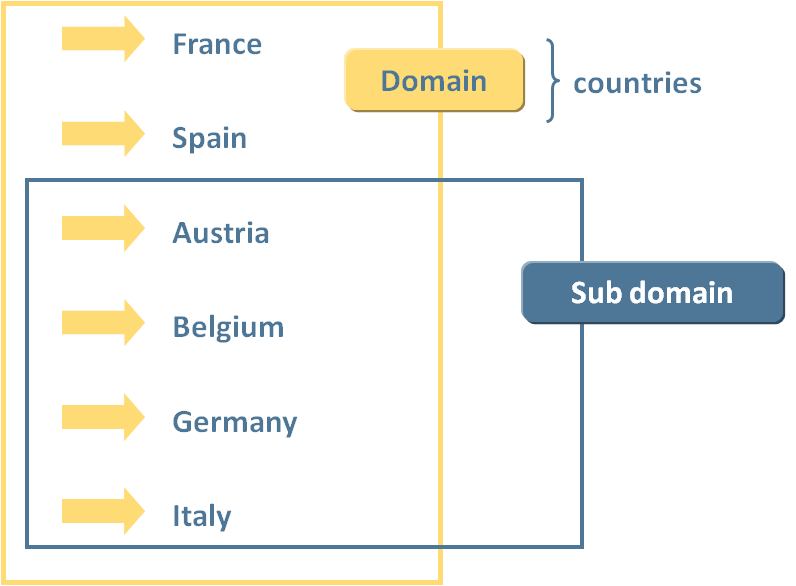 France
Domain
countries
Spain
Austria
Sub domain
Belgium
Germany
Italy